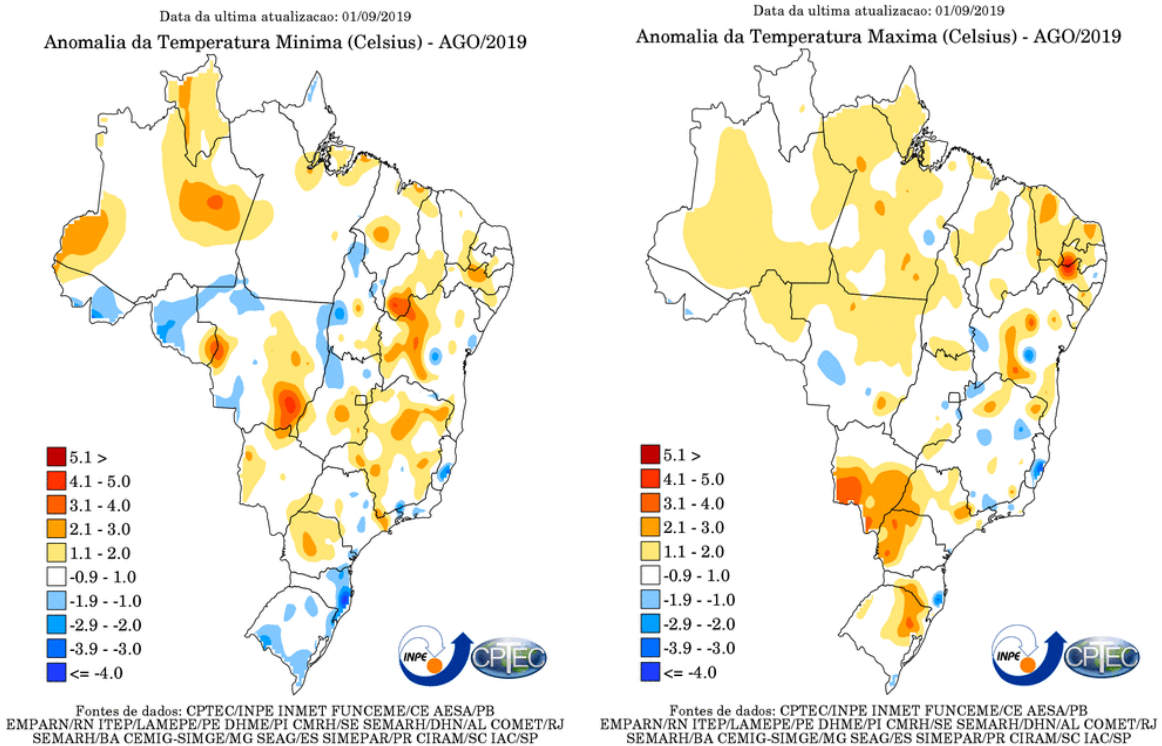 Data da ultima atualizacao: 01/09/2019
Anomalia da Temperatura Minima (Celsius) - AGO/2019
5.1 >
4.1 - 5.0
3.1 - 4.0
2.1 - 3.0
1.1 - 2.0
-0.9 - 1.0
-1.9 - -1.0
-2.9 - -2.0
-3.9 - -3.0
<= -4.0
INPE
CPTEC
Fontes de dados: CPTEC/INPE INMET FUNCEME/CE AESA/PB
EMPARN/RN ITEP/LAMEPE/PE DHME/PI CMRH/SE SEMARH/DHN/AL COMET/RJ
SEMARH/BA CEMIG-SIMGE/MG SEAG/ES SIMEPAR/PR CIRAM/SC IAC/SP
Data da ultima atualizacao: 01/09/2019
Anomalia da Temperatura Maxima (Celsius) - AGO/2019
5.1 >
4.1 - 5.0
3.1 - 4.0
2.1 - 3.0
1.1 - 2.0
-0.9 - 1.0
-1.9 - -1.0
-2.9 - -2.0
-3.9 - -3.0
<= -4.0
INPE
CPTEC
Fontes de dados: CPTEC/INPE INMET FUNCEME/CE AESA/PB
EMPARN/RN ITEP/LAMEPE/PE DHME/PI CMRH/SE SEMARH/DHN/AL COMET/RJ
SEMARH/BA CEMIG-SIMGE/MG SEAG/ES SIMEPAR/PR CIRAM/SC IAC/SP